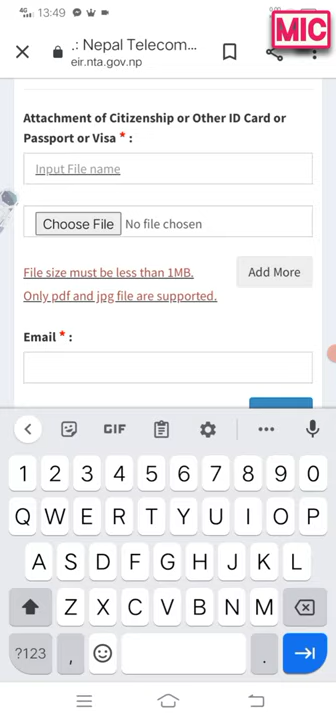 4G 13:49
MIC
.: Nepal Telecom...
eir.nta.gov.np
Attachment of Citizenship or Other ID Card or
Passport or Visa * :
Input File name
Choose File No file chosen
File size must be less than 1MB.
Only pdf and jpg file are supported.
Add More
Email * :
GIF
1 2 3 4 5 6 7 8 9 0
Q W E R T Y U I O P
A S D F G H J K L
Z X C V B N M
?123 , .